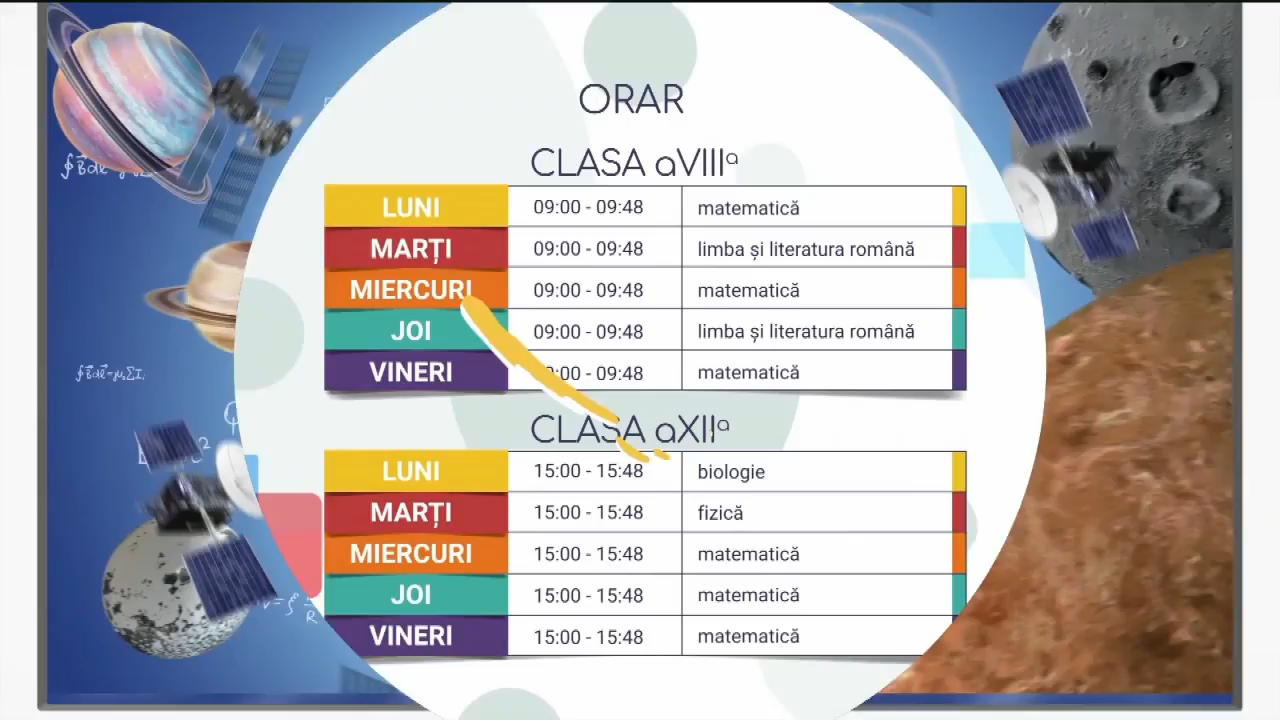 ORAR
CLASA aVIIIª
LUNI 09:00 - 09:48 matematică
MARȚI 09:00 - 09:48 limba și literatura română
MIERCURI 09:00 - 09:48 matematică
JOI 09:00 - 09:48 limba și literatura română
VINERI :00 - 09:48 matematică
CLASA aXIIª
LUNI 15:00 - 15:48 biologie
MARȚI 15:00 - 15:48 fizică
MIERCURI 15:00 - 15:48 matematică
JOI 15:00 - 15:48 matematică
VINERI 15:00 - 15:48 matematică